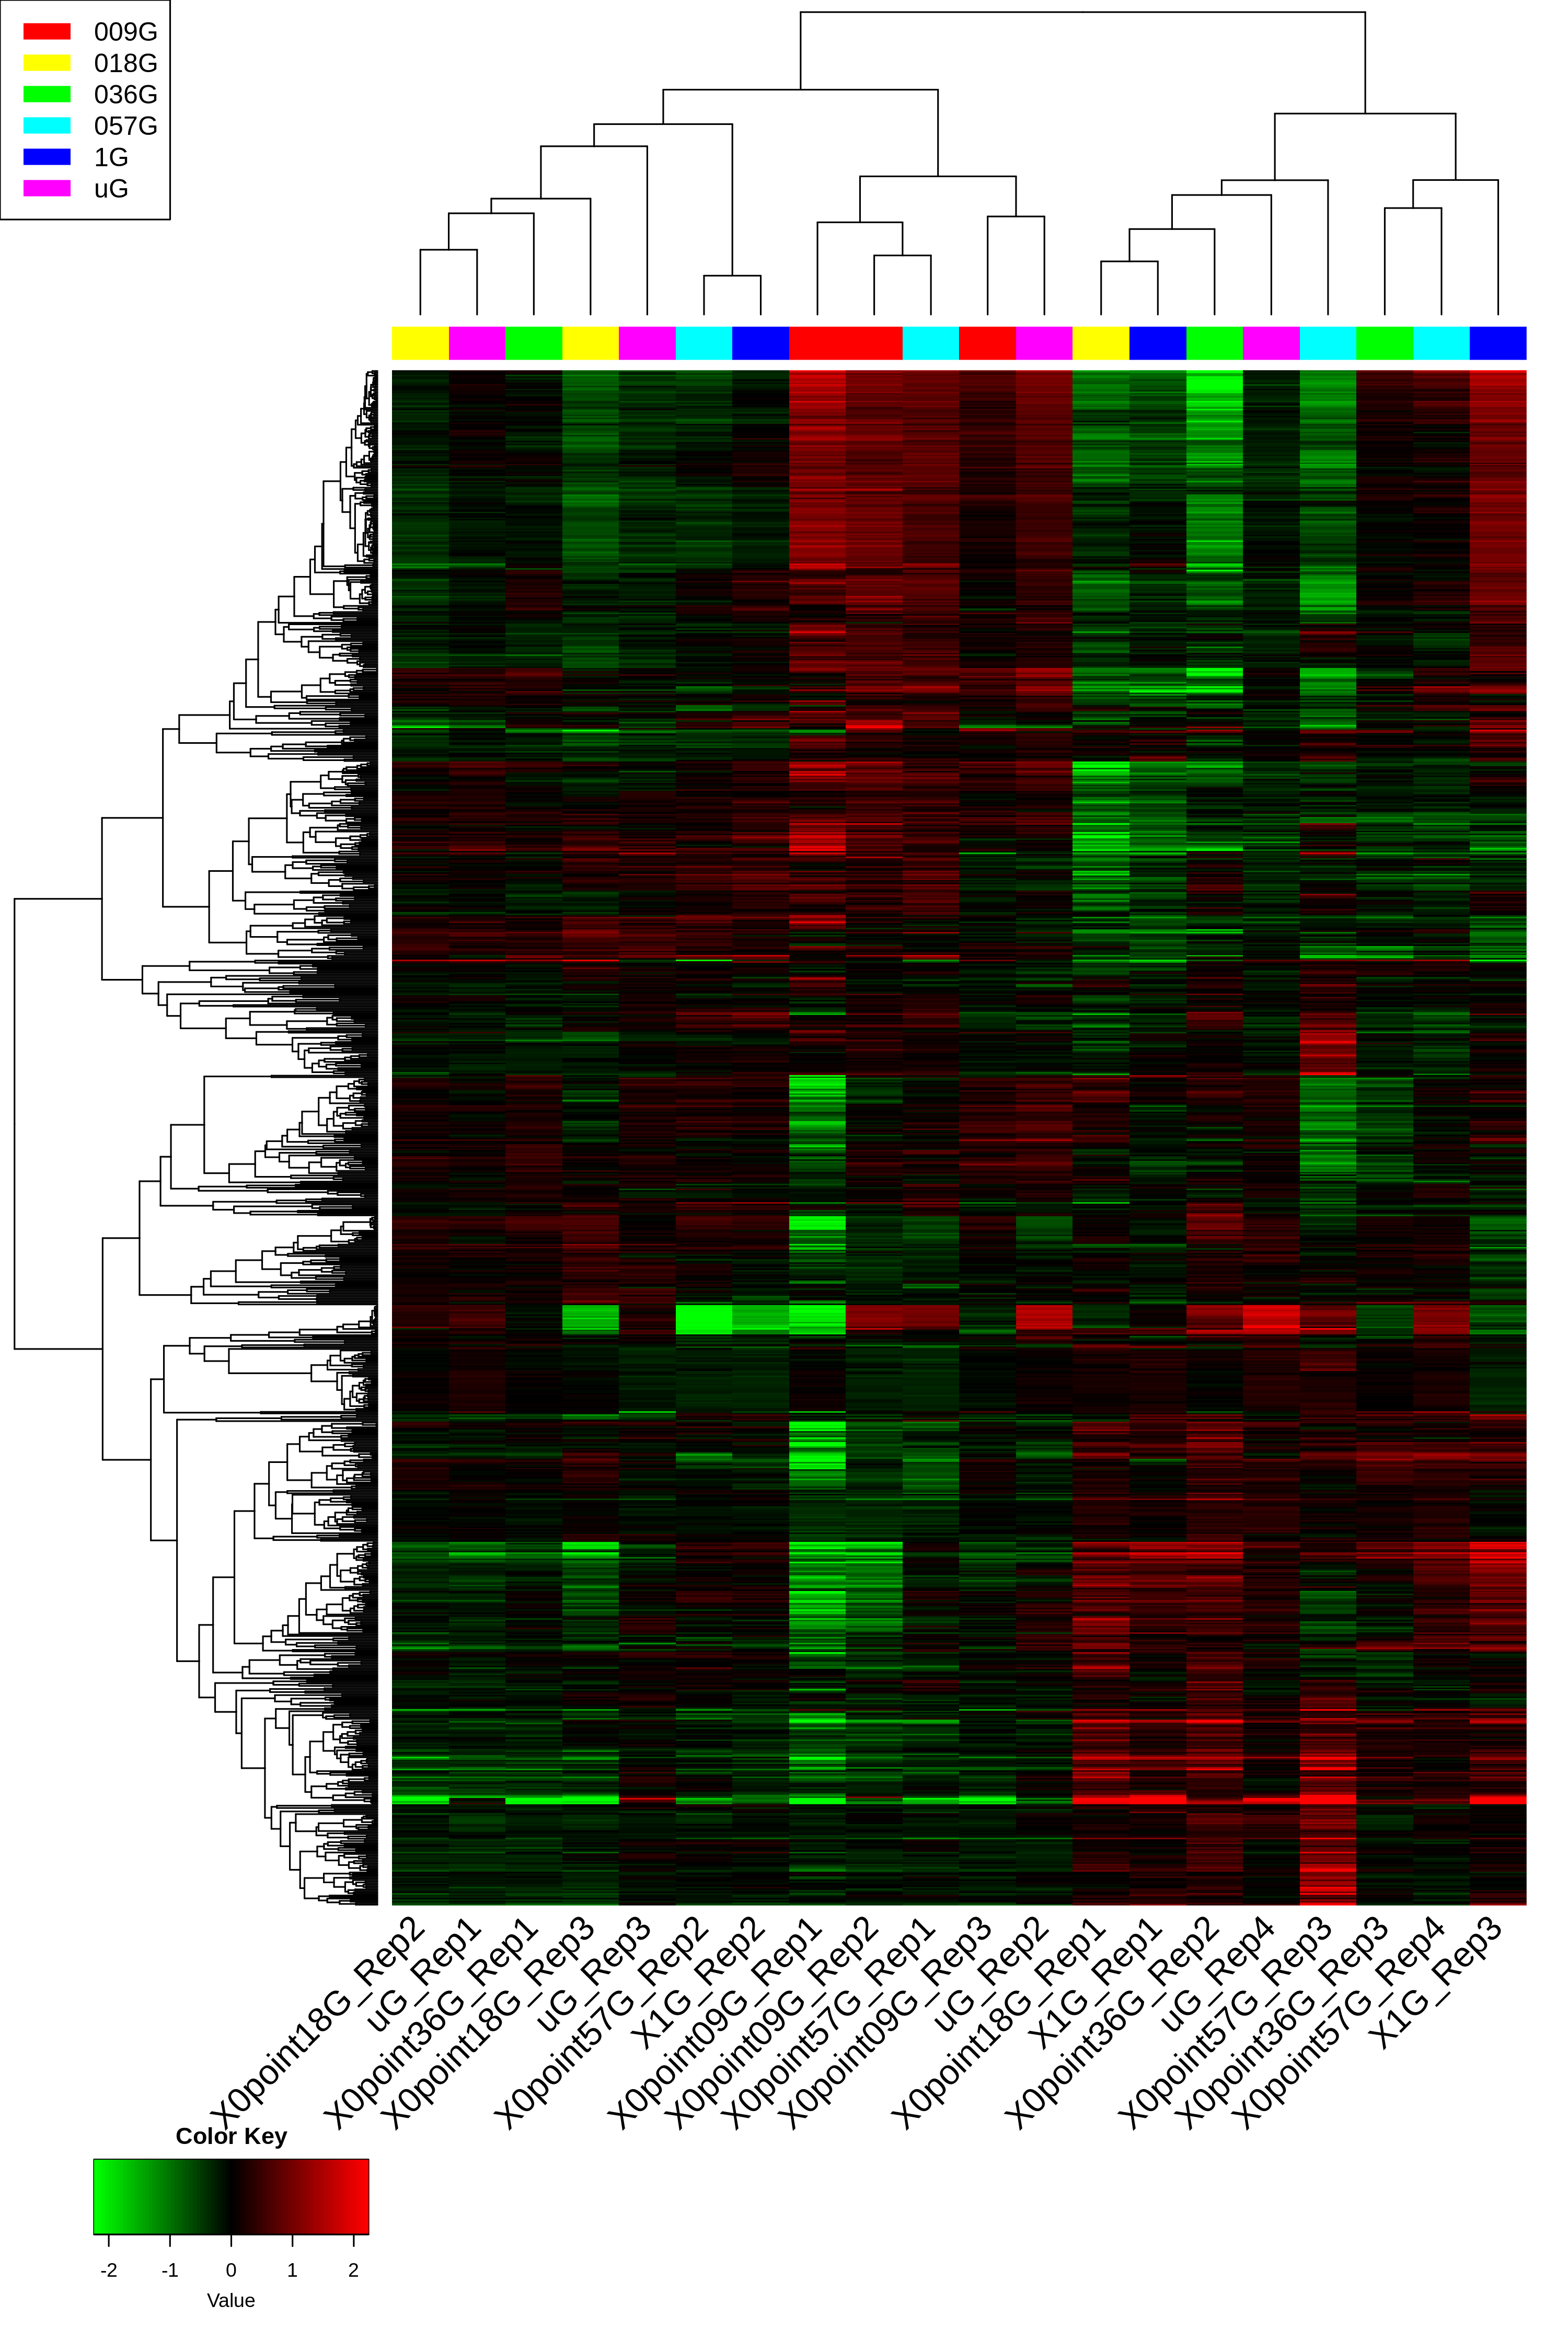 009G
018G
036G
057G
1G
uG
X0point18G_Rep2
uG_Rep1
X0point36G_Rep1
X0point18G_Rep3
uG_Rep3
X0point57G_Rep2
X1G_Rep2
X0point09G_Rep1
X0point09G_Rep2
X0point57G_Rep1
X0point09G_Rep3
uG_Rep2
X0point18G_Rep1
X1G_Rep1
X0point36G_Rep2
uG_Rep4
X0point57G_Rep3
X0point36G_Rep3
X0point57G_Rep4
X1G_Rep3
Color Key
-2 -1 0 1 2
Value